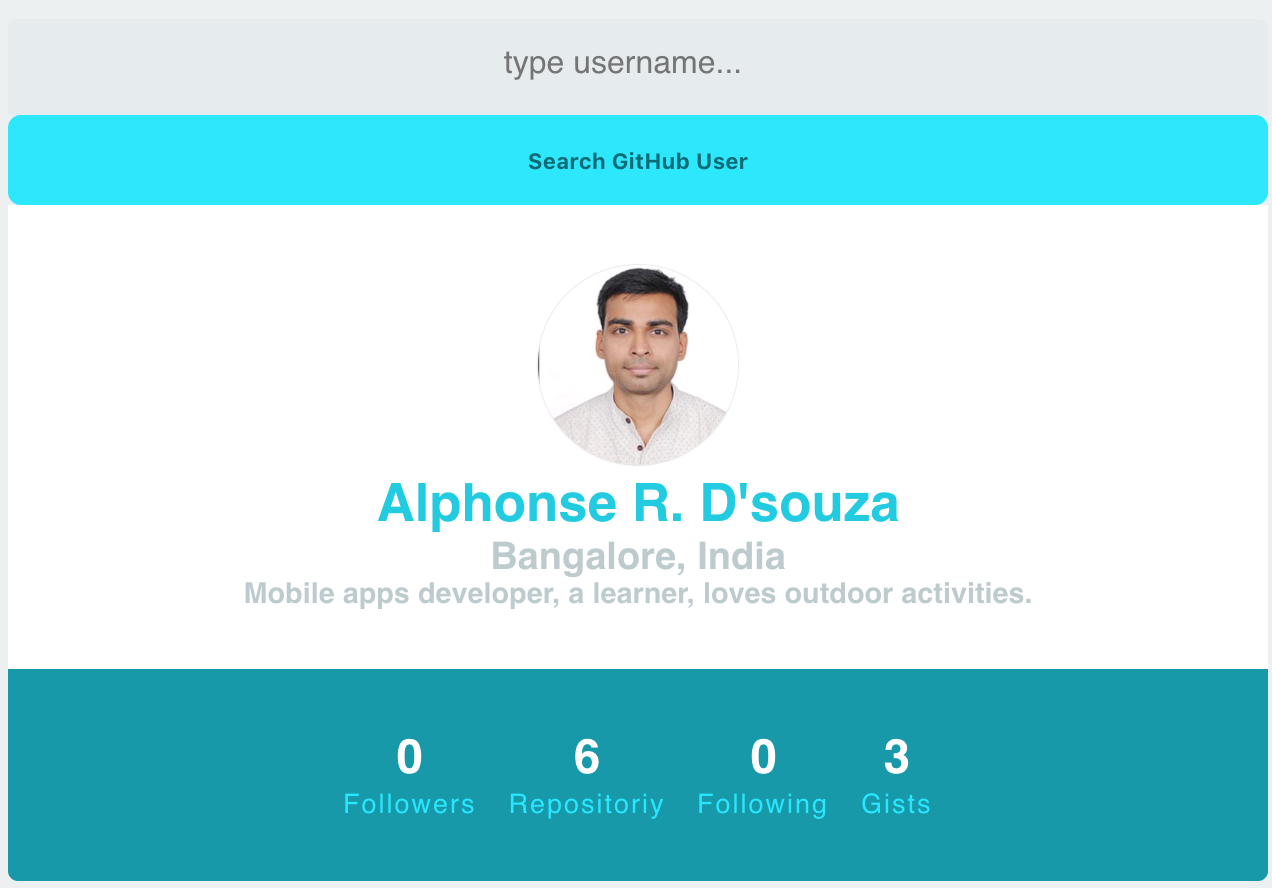 type username...
Search GitHub User
Alphonse R. D'souza
Bangalore, India
Mobile apps developer, a learner, loves outdoor activities.
0 6 0 3
Followers Repositoriy Following Gists